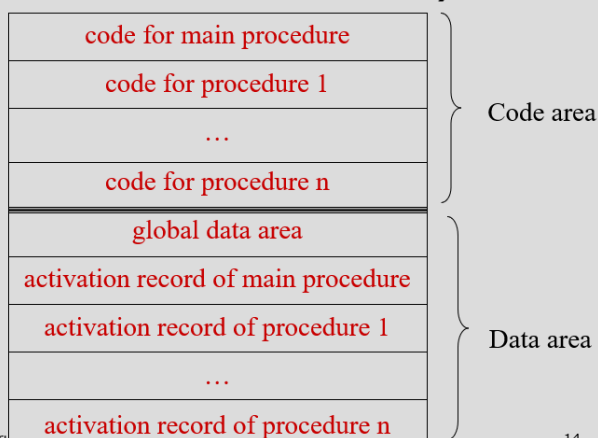 code for main procedure
code for procedure 1
…
code for procedure n
Code area
global data area
activation record of main procedure
activation record of procedure 1
…
activation record of procedure n
Data area
14